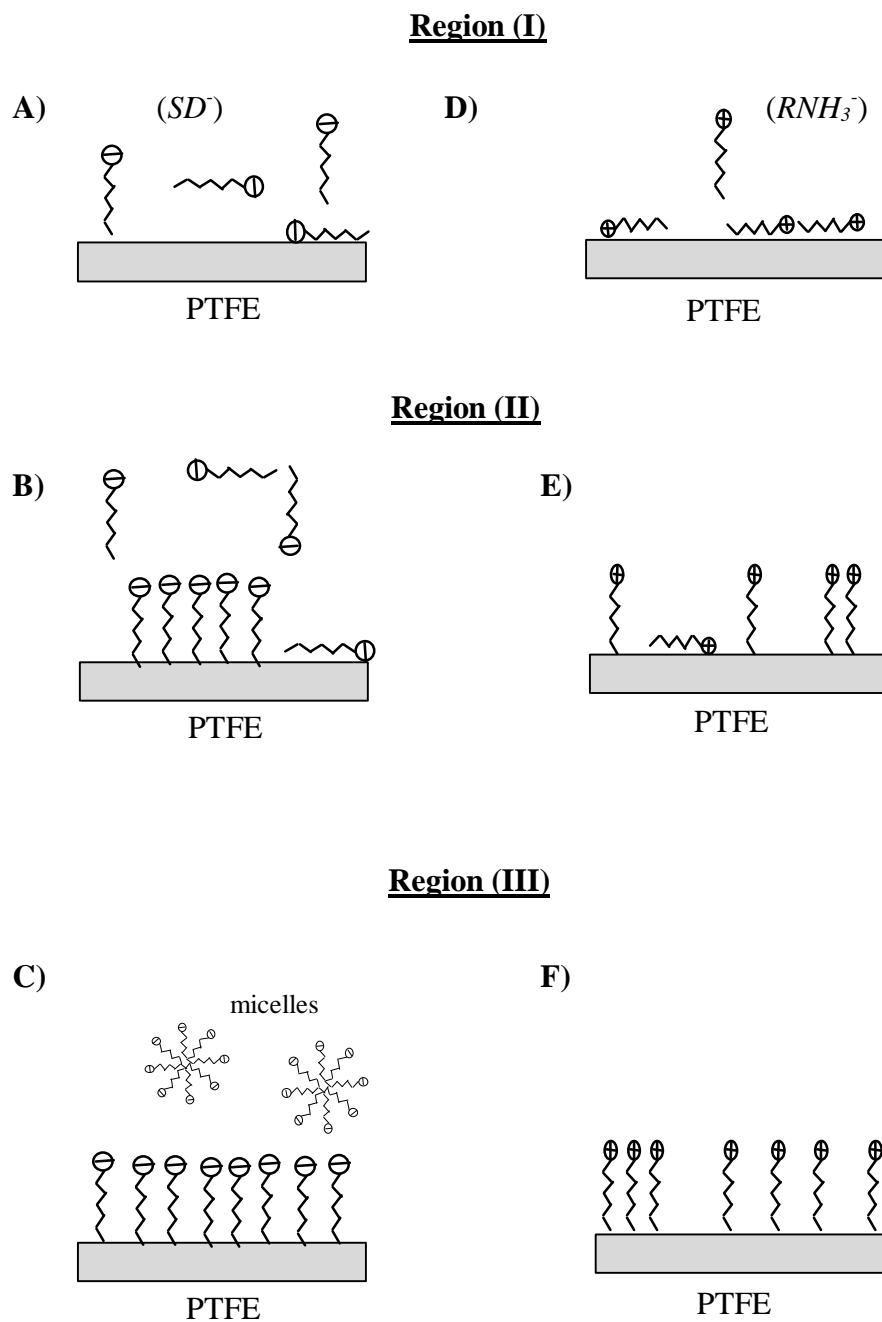 Region (I)
A) (SD⁻) D) (RNH₃⁻)
PTFE PTFE
Region (II)
B) E)
PTFE PTFE
Region (III)
C) F)
micelles
PTFE PTFE